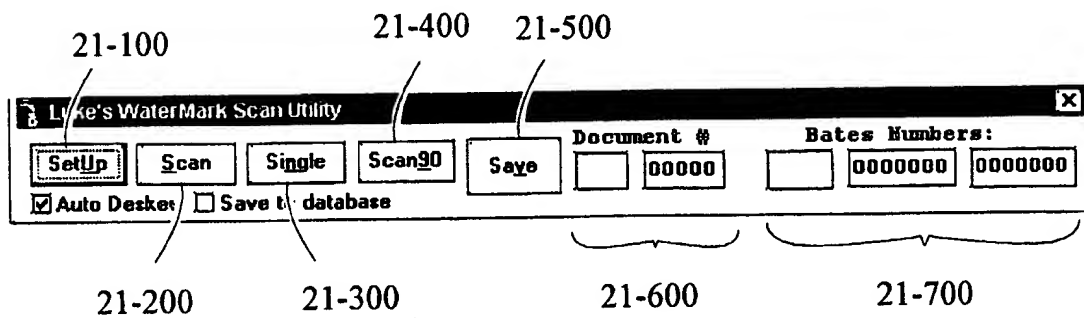 21-400 21-500
21-100
Luke's WaterMark Scan Utility
Document # Bates Numbers:
SetUp Scan Single Scan90 Save 00000 0000000 0000000
Auto Deskew Save to database
21-200 21-300 21-600 21-700